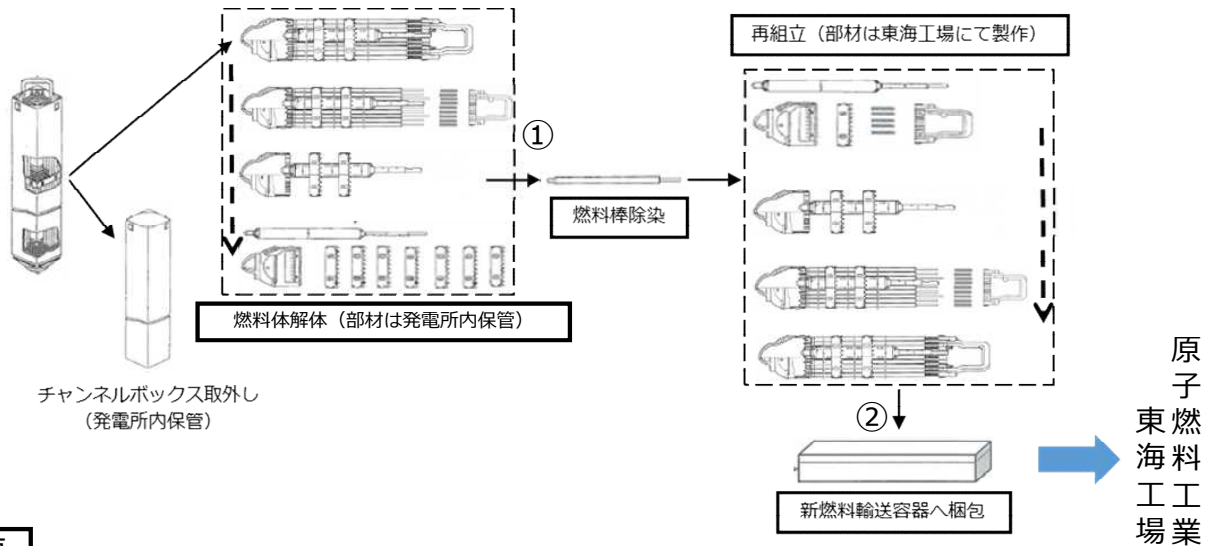 再組立（部材は東海工場にて製作）
①
燃料棒除染
燃料体解体（部材は発電所内保管）
チャンネルボックス取外し
（発電所内保管）
②
新燃料輸送容器へ梱包
原子燃料工業
東海工場